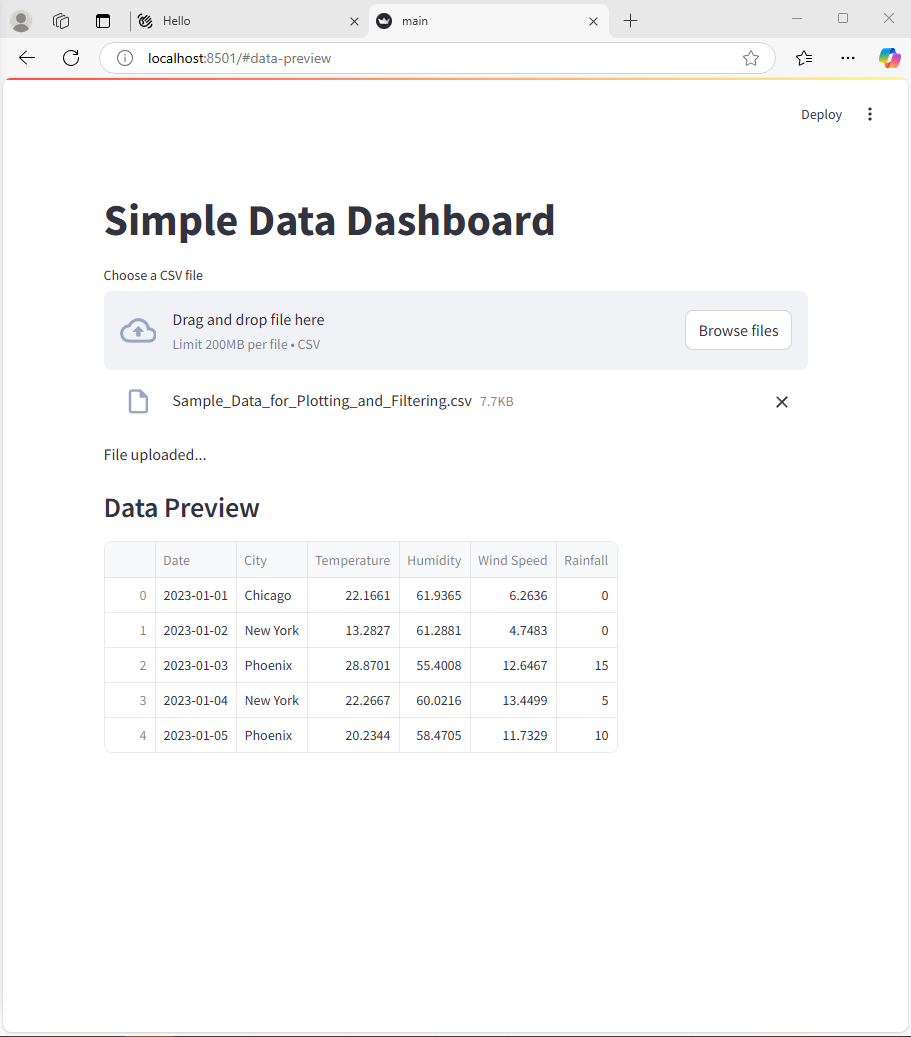 Hello main
localhost:8501/#data-preview
Deploy
Simple Data Dashboard
Choose a CSV file
Drag and drop file here
Limit 200MB per file • CSV
Browse files
Sample_Data_for_Plotting_and_Filtering.csv 7.7KB
File uploaded...
Data Preview
Date City Temperature Humidity Wind Speed Rainfall
0 2023-01-01 Chicago 22.1661 61.9365 6.2636 0
1 2023-01-02 New York 13.2827 61.2881 4.7483 0
2 2023-01-03 Phoenix 28.8701 55.4008 12.6467 15
3 2023-01-04 New York 22.2667 60.0216 13.4499 5
4 2023-01-05 Phoenix 20.2344 58.4705 11.7329 10